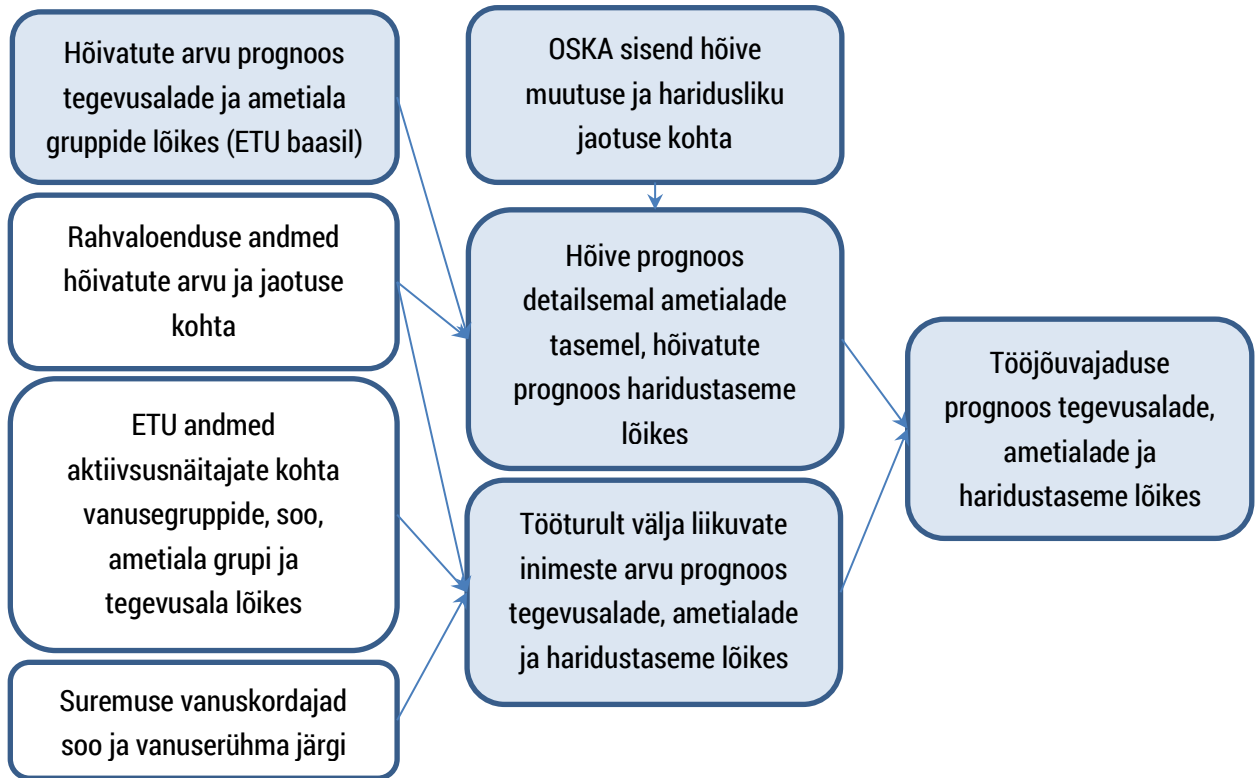 Hõivatute arvu prognoos
tegevusalade ja ametiala
gruppide lõikes (ETU baasil)
Rahvaloenduse andmed
hõivatute arvu ja jaotuse
kohta
ETU andmed
aktiivsusnäitajate kohta
vanusegruppide, soo,
ametiala grupi ja
tegevusala lõikes
Suremuse vanuskordajad
soo ja vanuserühma järgi
OSKA sisend hõive
muutuse ja haridusliku
jaotuse kohta
Hõive prognoos
detailsemal ametialade
tasemel, hõivatute
prognoos haridustaseme
lõikes
Tööturult välja liikuvate
inimeste arvu prognoos
tegevusalade, ametialade
ja haridustaseme lõikes
Tööjõuvajaduse
prognoos tegevusalade,
ametialade ja
haridustaseme lõikes